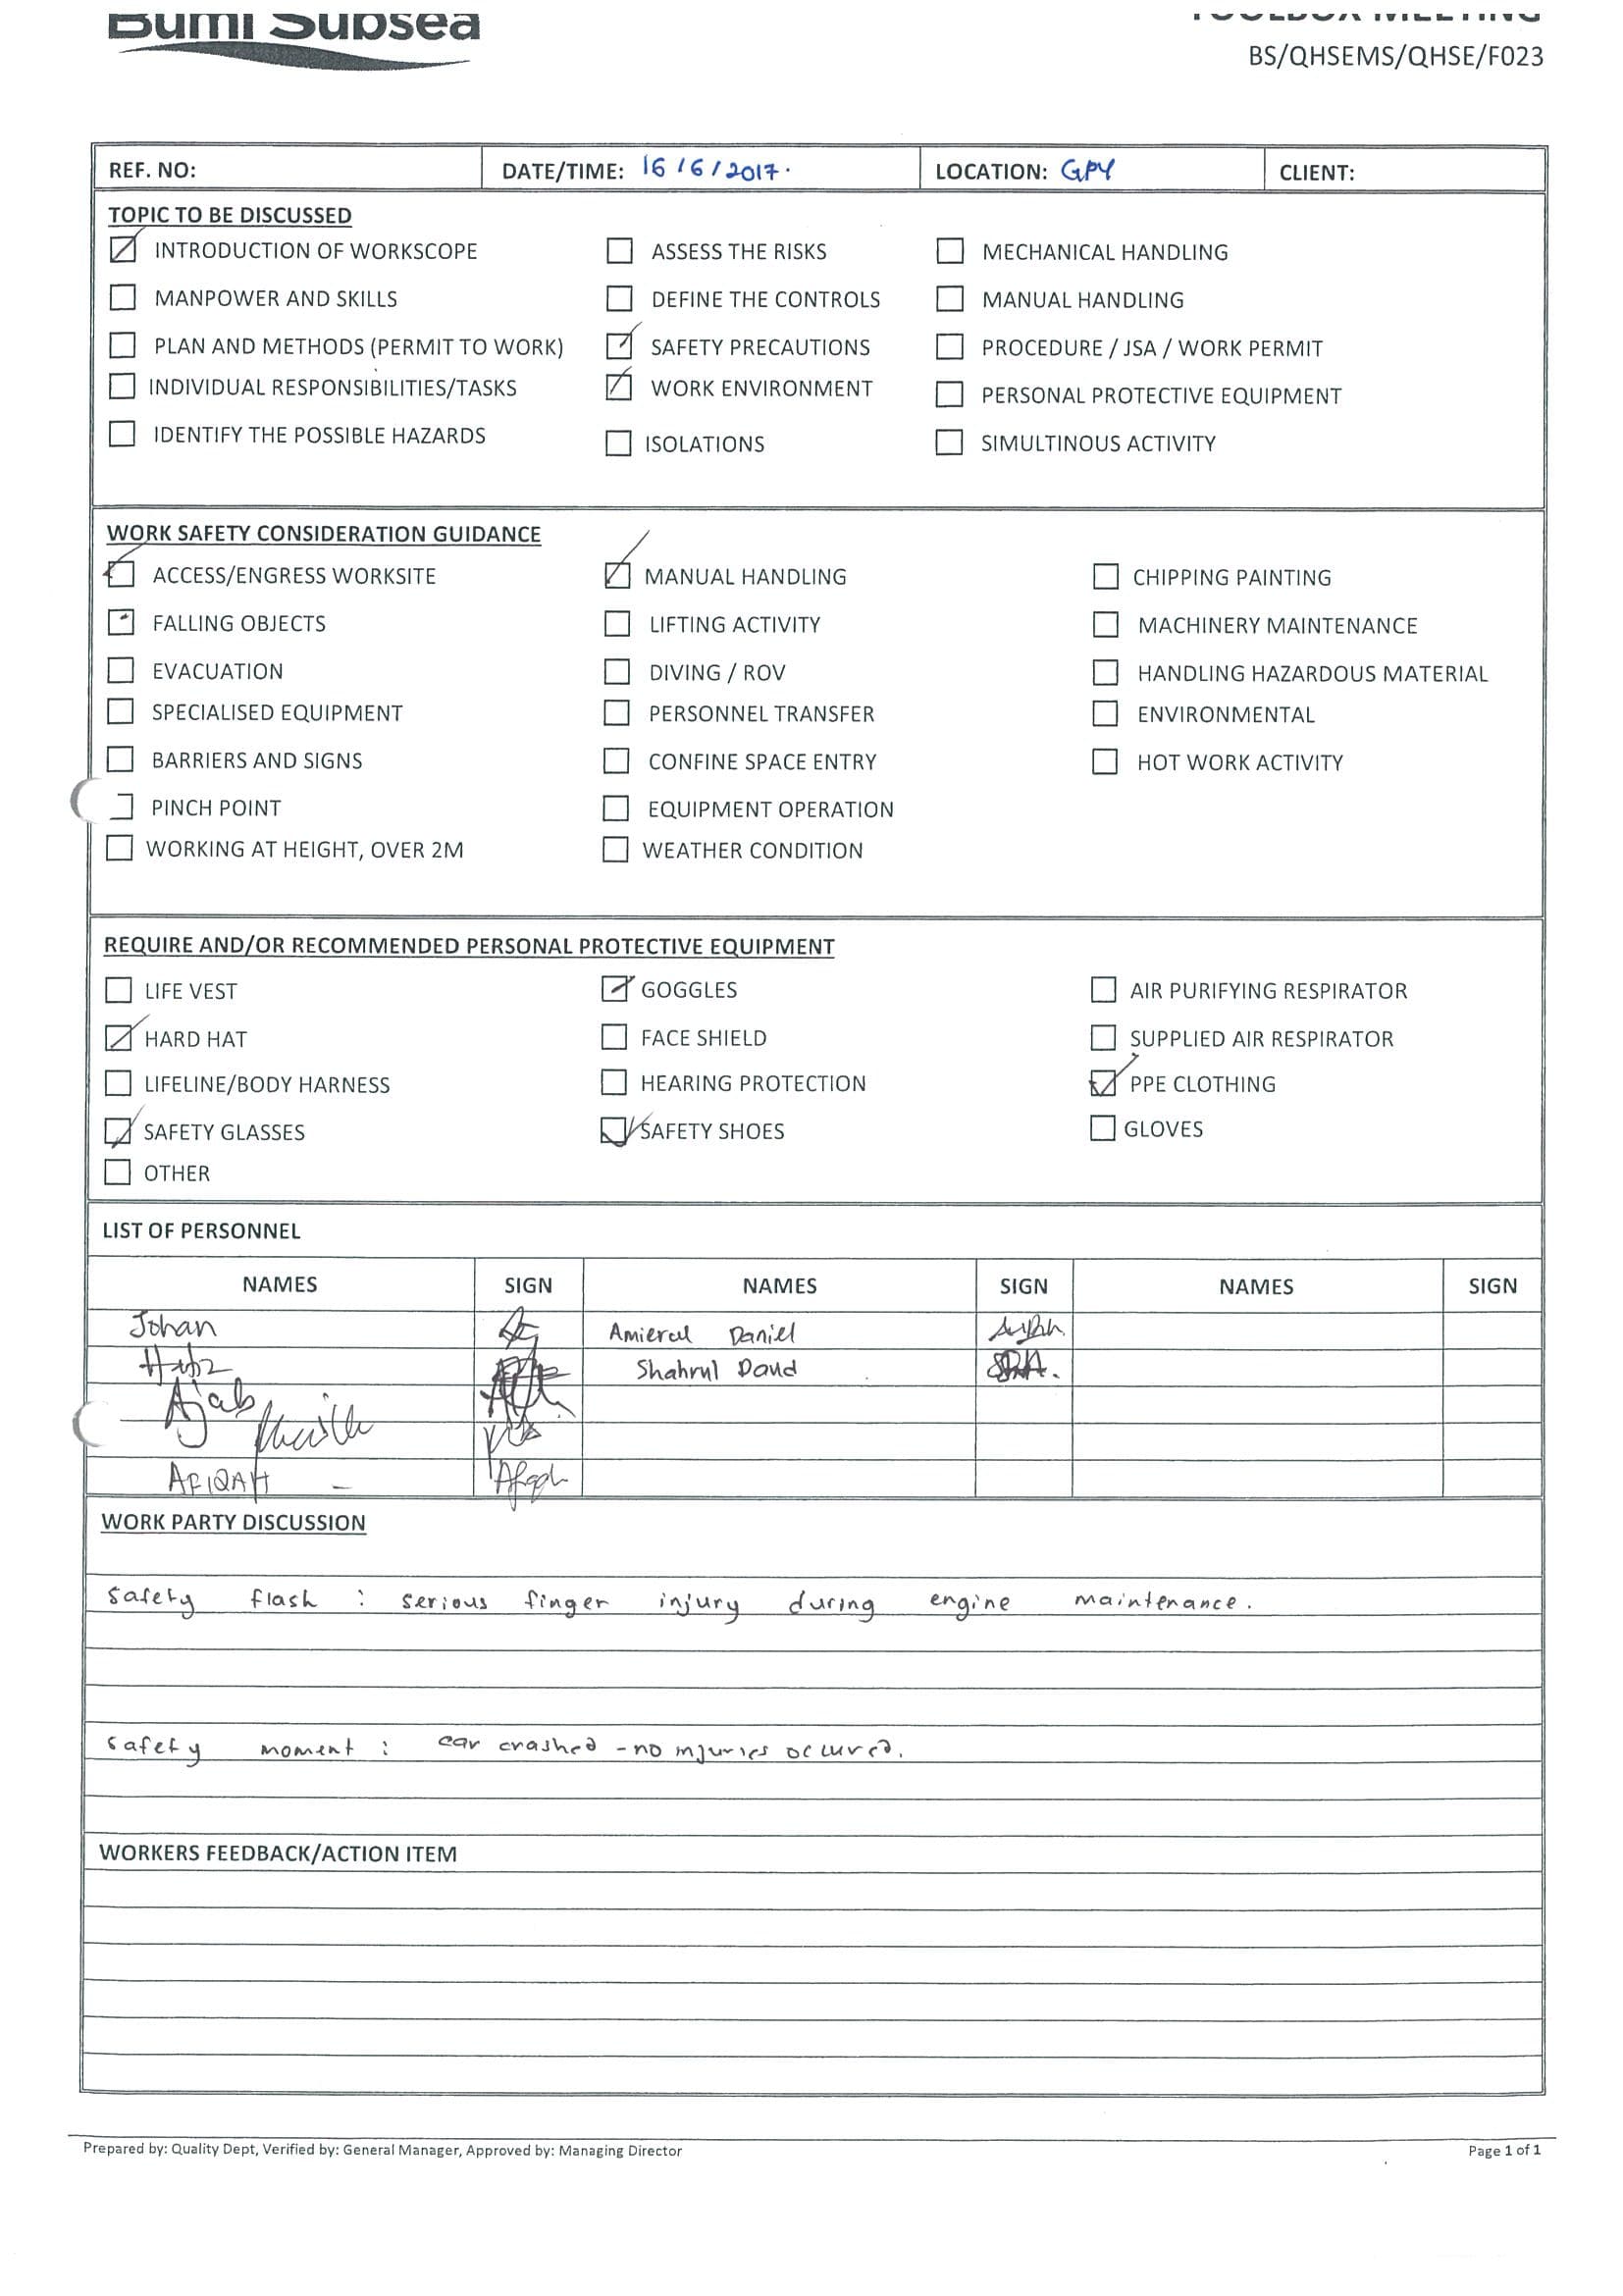 Bumi Subsea
TOOLBOX MEETING
BS/QHSEMS/QHSE/F023
REF. NO: DATE/TIME: 16/6/2017. LOCATION: GPY CLIENT:
TOPIC TO BE DISCUSSED
INTRODUCTION OF WORKSCOPE ASSESS THE RISKS MECHANICAL HANDLING
MANPOWER AND SKILLS DEFINE THE CONTROLS MANUAL HANDLING
PLAN AND METHODS (PERMIT TO WORK) SAFETY PRECAUTIONS PROCEDURE / JSA / WORK PERMIT
INDIVIDUAL RESPONSIBILITIES/TASKS WORK ENVIRONMENT PERSONAL PROTECTIVE EQUIPMENT
IDENTIFY THE POSSIBLE HAZARDS ISOLATIONS SIMULTINOUS ACTIVITY
WORK SAFETY CONSIDERATION GUIDANCE
ACCESS/ENGRESS WORKSITE MANUAL HANDLING CHIPPING PAINTING
FALLING OBJECTS LIFTING ACTIVITY MACHINERY MAINTENANCE
EVACUATION DIVING / ROV HANDLING HAZARDOUS MATERIAL
SPECIALISED EQUIPMENT PERSONNEL TRANSFER ENVIRONMENTAL
BARRIERS AND SIGNS CONFINE SPACE ENTRY HOT WORK ACTIVITY
PINCH POINT EQUIPMENT OPERATION
WORKING AT HEIGHT, OVER 2M WEATHER CONDITION
REQUIRE AND/OR RECOMMENDED PERSONAL PROTECTIVE EQUIPMENT
LIFE VEST GOGGLES AIR PURIFYING RESPIRATOR
HARD HAT FACE SHIELD SUPPLIED AIR RESPIRATOR
LIFELINE/BODY HARNESS HEARING PROTECTION PPE CLOTHING
SAFETY GLASSES SAFETY SHOES GLOVES
OTHER
LIST OF PERSONNEL
NAMES SIGN NAMES SIGN NAMES SIGN
Johan Amierul Daniel
Shahrul Daud
Ajab
AFIQAH
WORK PARTY DISCUSSION
safety flash : serious finger injury during engine maintenance.
safety moment : car crashed - no injuries occured.
WORKERS FEEDBACK/ACTION ITEM
Prepared by: Quality Dept, Verified by: General Manager, Approved by: Managing Director Page 1 of 1